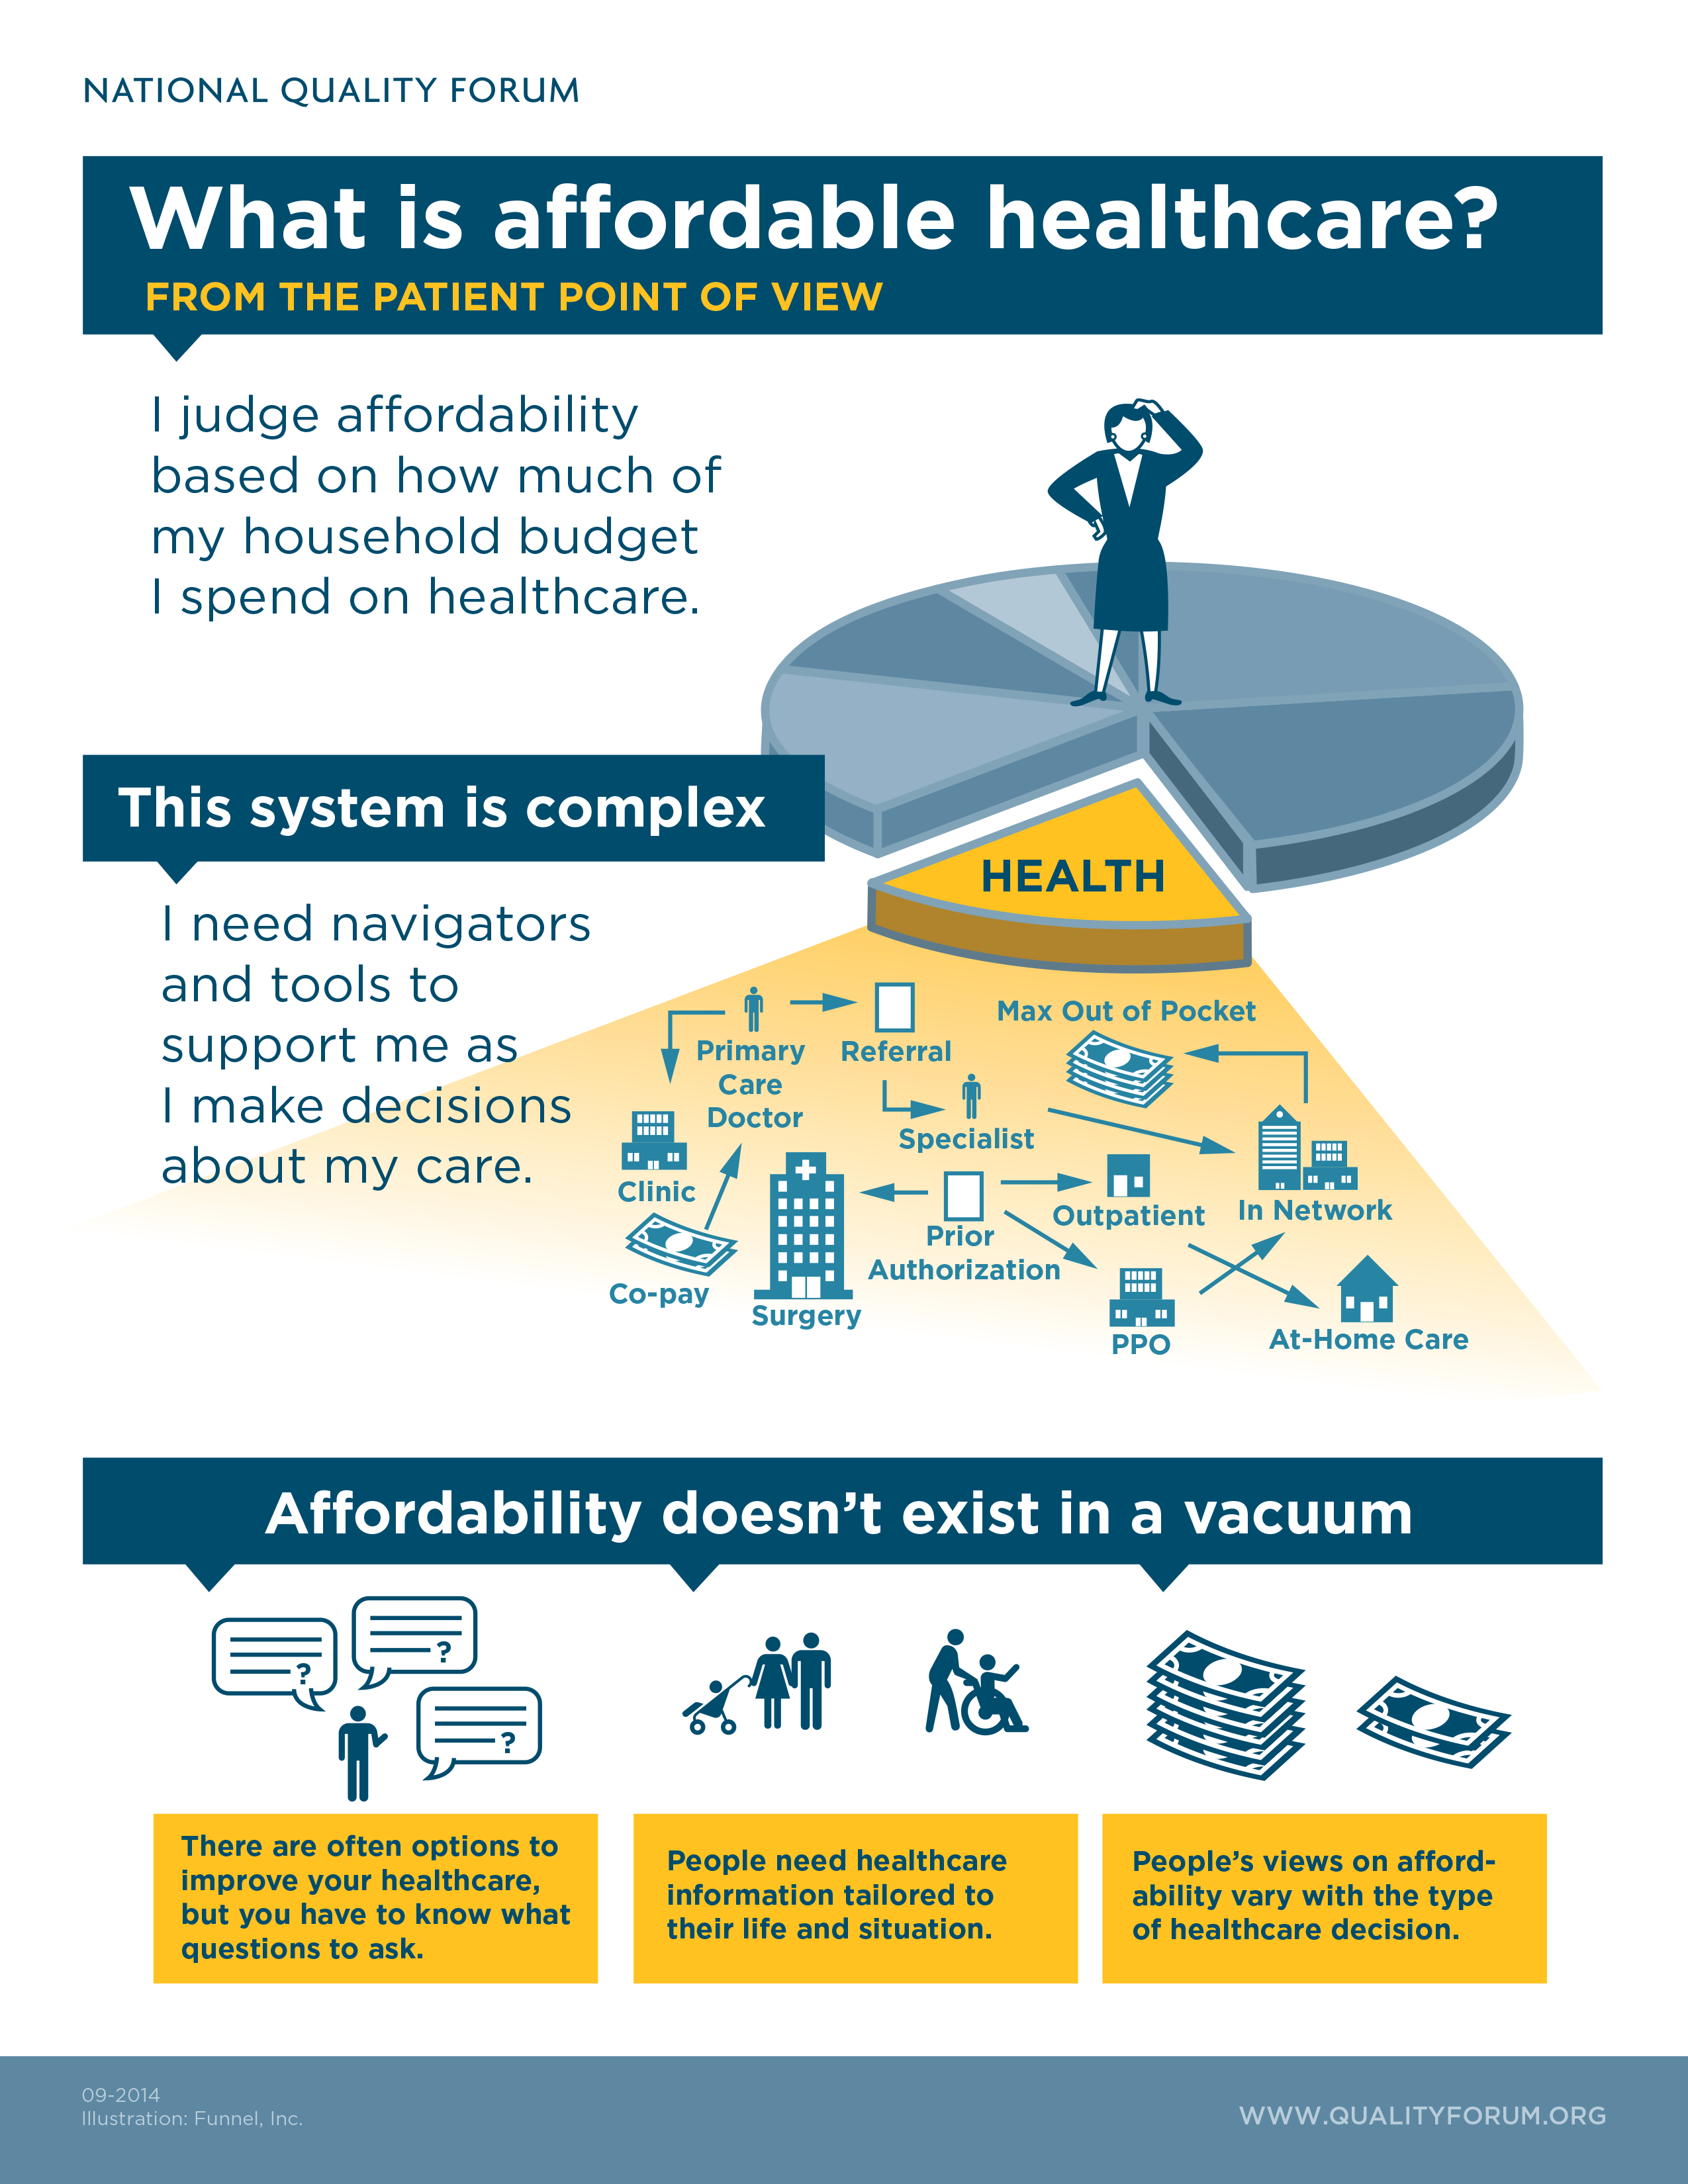 NATIONAL QUALITY FORUM
What is affordable healthcare?
FROM THE PATIENT POINT OF VIEW
I judge affordability
based on how much of
my household budget
I spend on healthcare.
This system is complex
I need navigators
and tools to
support me as
I make decisions
about my care.
HEALTH
Primary
Care
Doctor
Referral
Max Out of Pocket
Specialist
Clinic
Co-pay
Surgery
Prior
Authorization
Outpatient
In Network
PPO
At-Home Care
Affordability doesn’t exist in a vacuum
?
?
?
There are often options to
improve your healthcare,
but you have to know what
questions to ask.
People need healthcare
information tailored to
their life and situation.
People’s views on afford-
ability vary with the type
of healthcare decision.
09-2014
Illustration: Funnel, Inc.
WWW.QUALITYFORUM.ORG